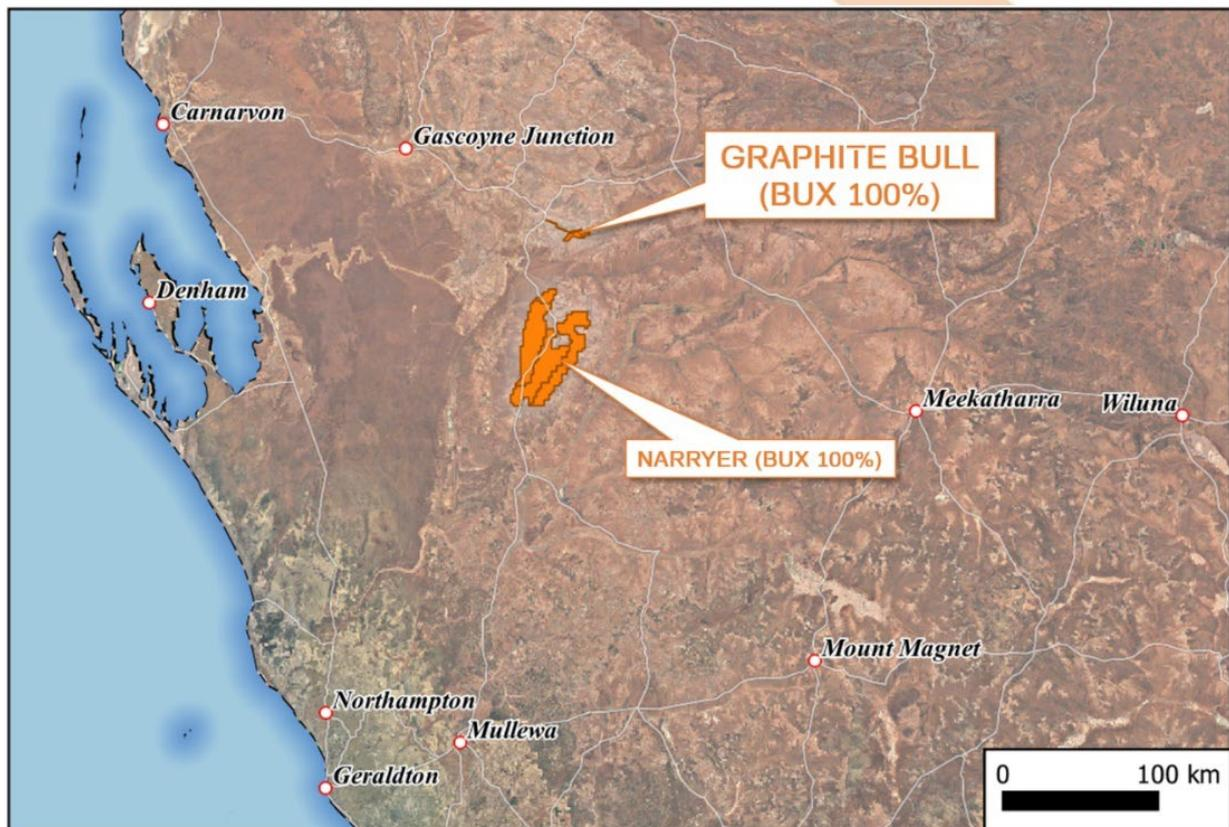 Carnarvon
Gascoyne Junction
GRAPHITE BULL
(BUX 100%)
Denham
Meekatharra
Wiluna
NARRYER (BUX 100%)
Mount Magnet
Northampton
Mullewa
Geraldton
0 100 km